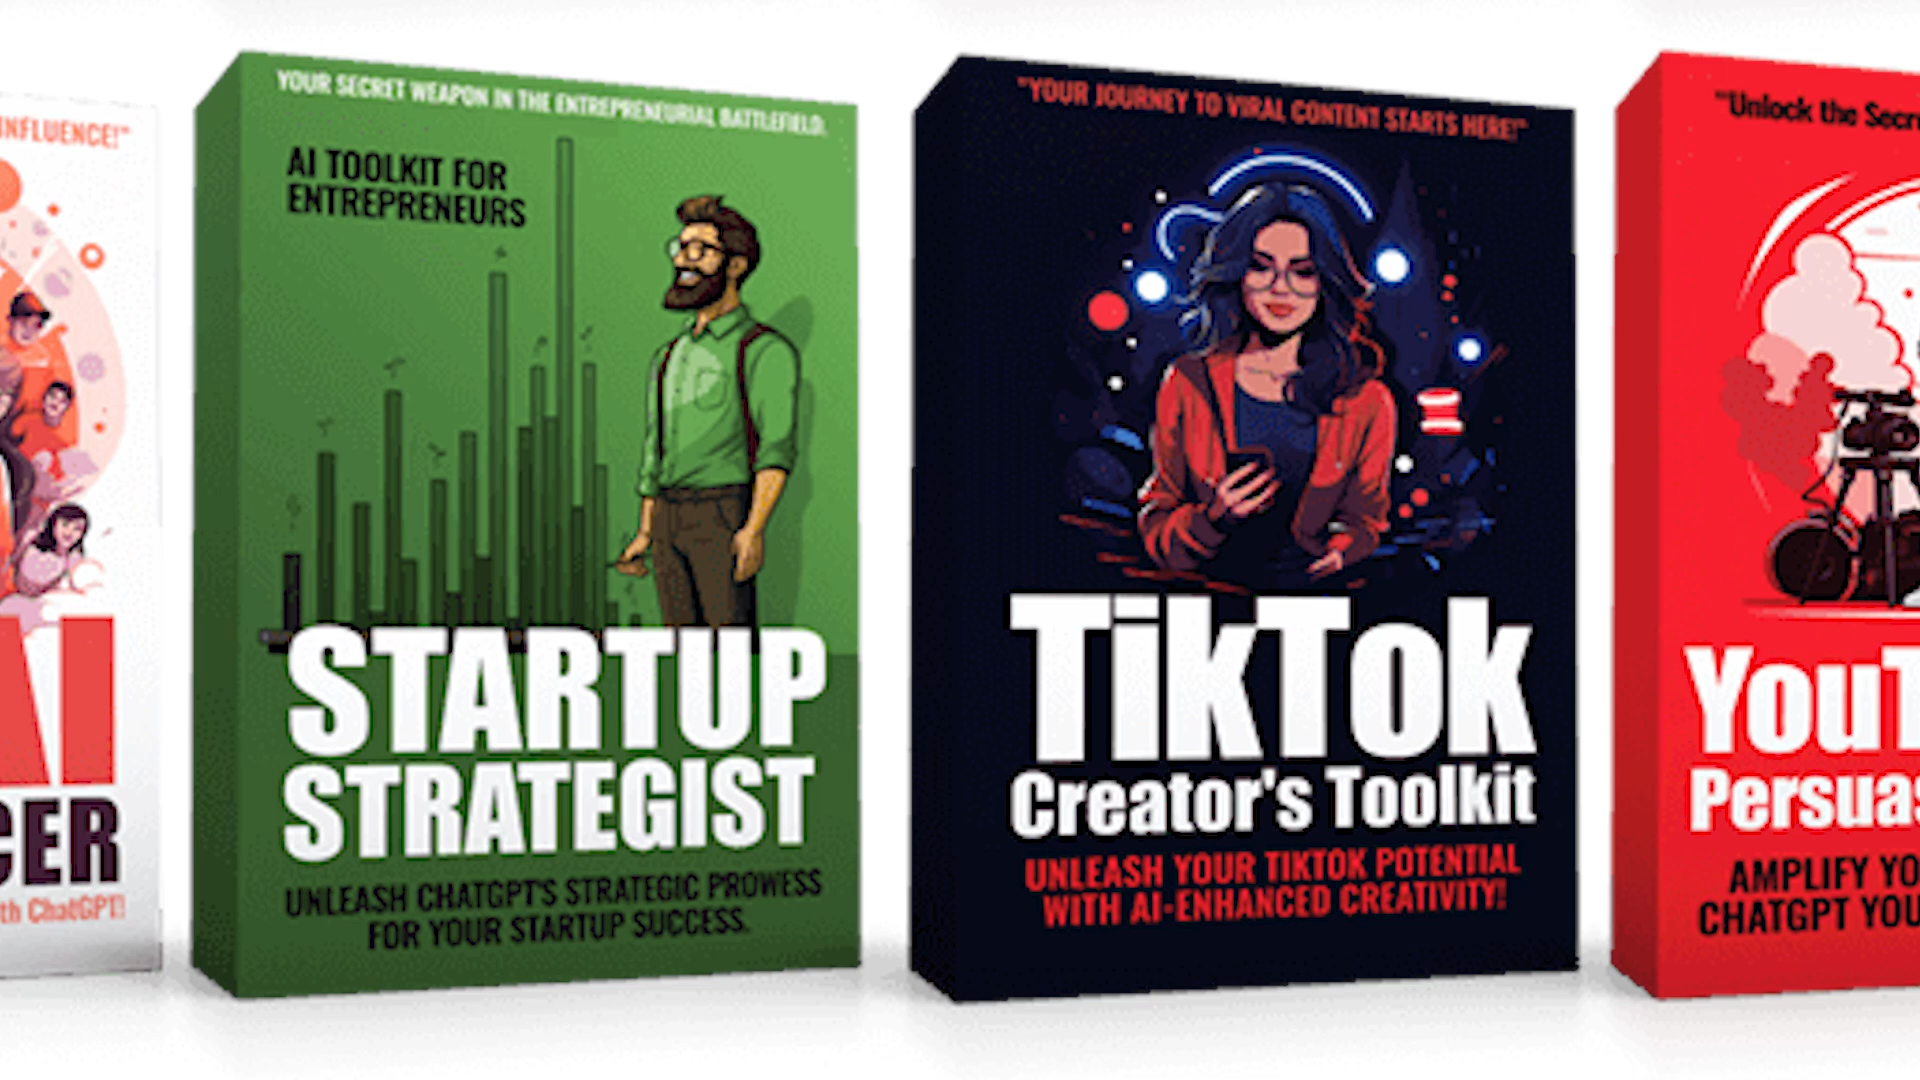 INFLUENCE!"
AI
CER
th ChatGPT!
YOUR SECRET WEAPON IN THE ENTREPRENEURIAL BATTLEFIELD.
AI TOOLKIT FOR
ENTREPRENEURS
STARTUP
STRATEGIST
UNLEASH CHATGPT'S STRATEGIC PROWESS
FOR YOUR STARTUP SUCCESS.
"YOUR JOURNEY TO VIRAL CONTENT STARTS HERE!"
TikTok
Creator's Toolkit
UNLEASH YOUR TIKTOK POTENTIAL
WITH AI-ENHANCED CREATIVITY!
"Unlock the Secr
YouT
Persuas
AMPLIFY YO
CHATGPT YOU